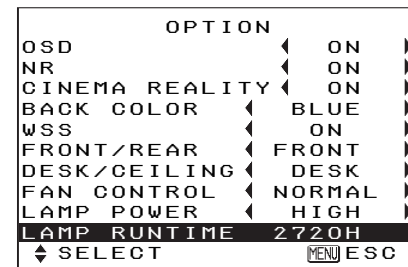 OPTION
OSD ON
NR ON
CINEMA REALITY ON
BACK COLOR BLUE
WSS ON
FRONT/REAR FRONT
DESK/CEILING DESK
FAN CONTROL NORMAL
LAMP POWER HIGH
LAMP RUNTIME 2720H
SELECT MENU ESC